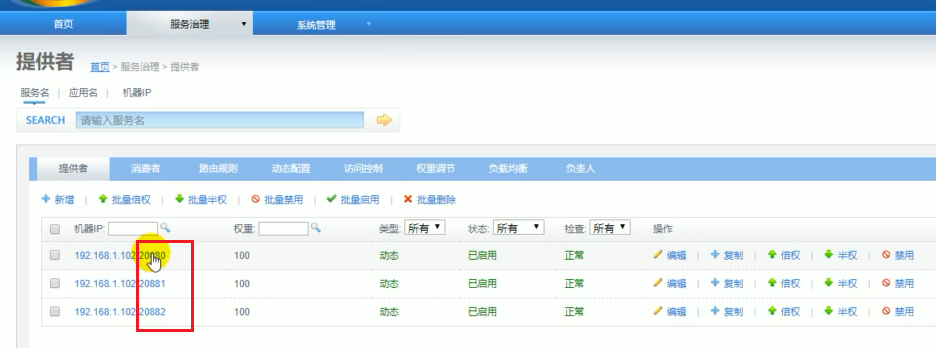 首页 服务治理 系统管理
提供者 首页 > 服务治理 > 提供者
服务名 | 应用名 | 机器IP
SEARCH 请输入服务名
提供者 消费者 路由规则 动态配置 访问控制 权重调节 负载均衡 负责人
新增 | 批量倍权 | 批量半权 | 批量禁用 | 批量启用 | 批量删除
机器IP: 权重: 类型: 所有 状态: 所有 检查: 所有 操作
192.168.1.102:20880 100 动态 已启用 正常 编辑 | 复制 | 倍权 | 半权 | 禁用
192.168.1.102:20881 100 动态 已启用 正常 编辑 | 复制 | 倍权 | 半权 | 禁用
192.168.1.102:20882 100 动态 已启用 正常 编辑 | 复制 | 倍权 | 半权 | 禁用